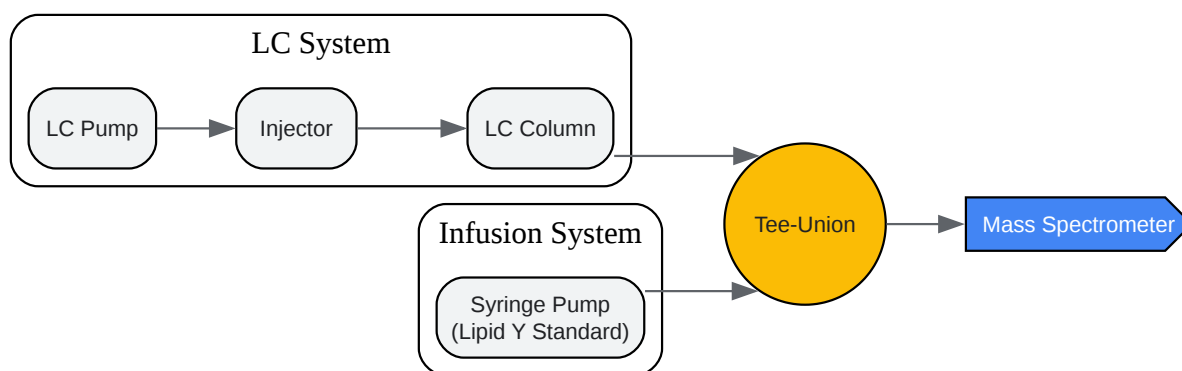 LC System
LC Pump
Injector
LC Column
Infusion System
Syringe Pump
(Lipid Y Standard)
Tee-Union
Mass Spectrometer